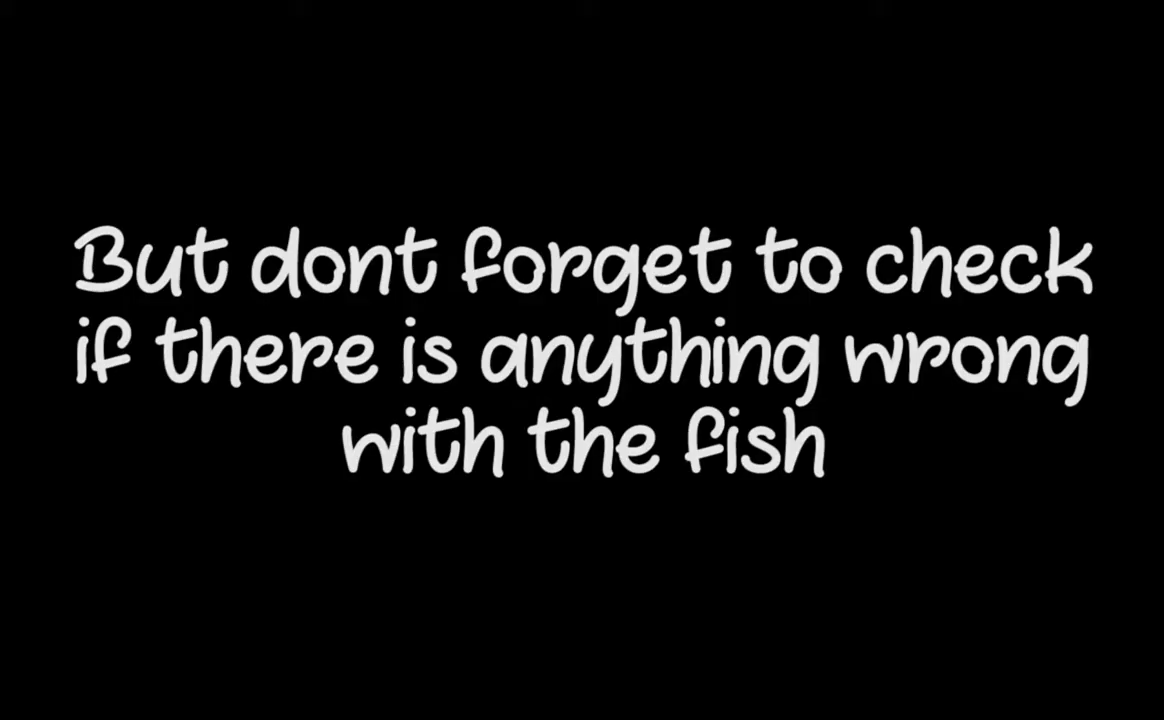 But dont forget to check
if there is anything wrong
with the fish